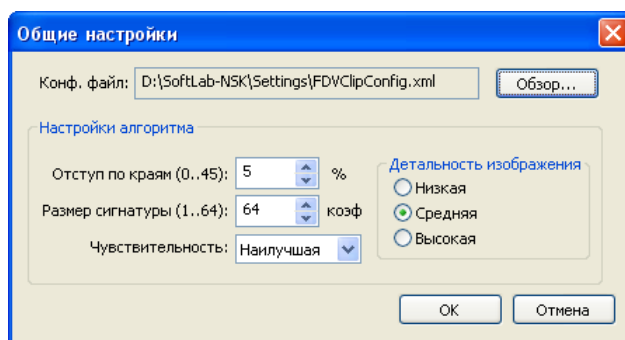 Общие настройки
Конф. файл: D:\SoftLab-NSK\Settings\FDVClipConfig.xml Обзор...
Настройки алгоритма
Отступ по краям (0..45): 5 %
Размер сигнатуры (1..64): 64 коэф
Чувствительность: Наилучшая
Детальность изображения
Низкая
Средняя
Высокая
OK Отмена